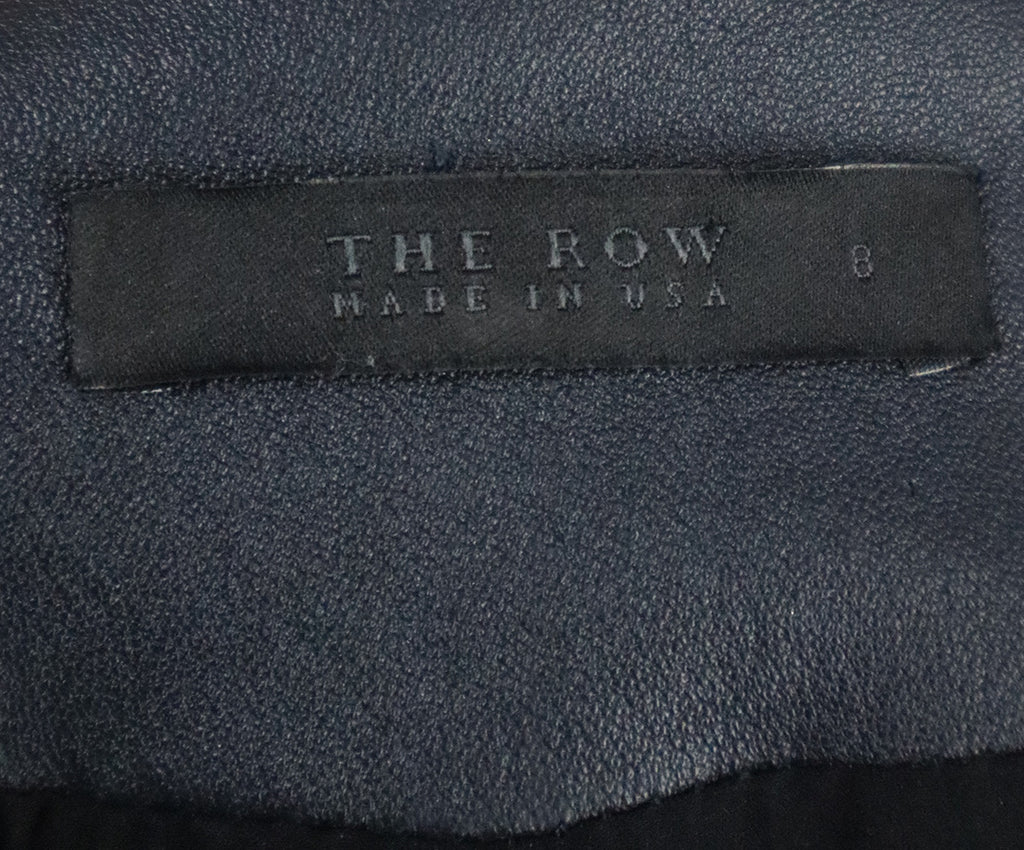 THE ROW 8
MADE IN USA